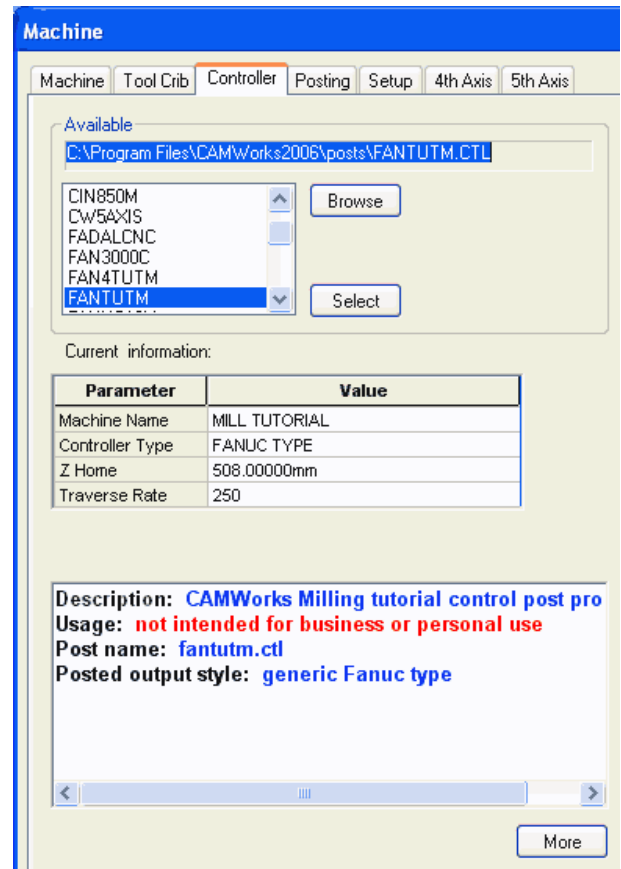 Machine
Machine Tool Crib Controller Posting Setup 4th Axis 5th Axis
Available
C:\Program Files\CAMWorks2006\posts\FANTUTM.CTL
CIN850M
CW5AXIS
FADALCNC
FAN3000C
FAN4TUTM
FANTUTM
Browse
Select
Current information:
Parameter Value
Machine Name MILL TUTORIAL
Controller Type FANUC TYPE
Z Home 508.00000mm
Traverse Rate 250
Description: CAMWorks Milling tutorial control post pro
Usage: not intended for business or personal use
Post name: fantutm.ctl
Posted output style: generic Fanuc type
More